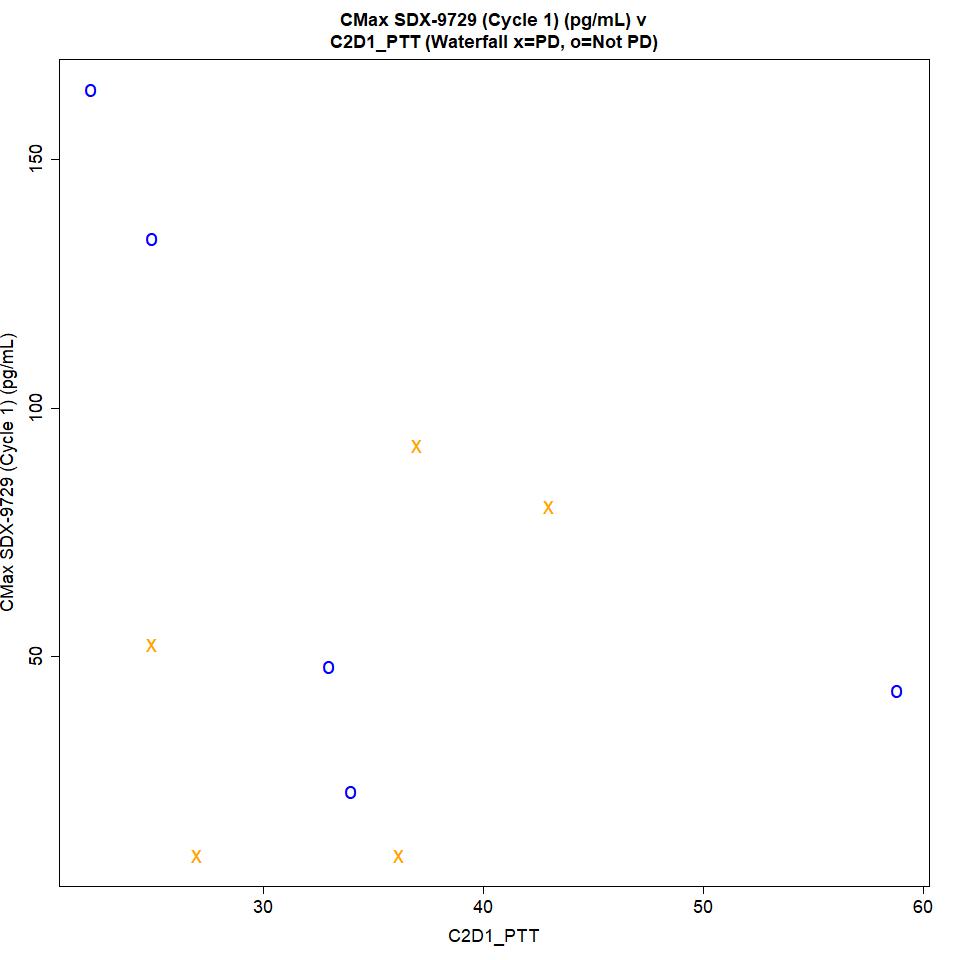 CMax SDX-9729 (Cycle 1) (pg/mL) v
C2D1_PTT (Waterfall x=PD, o=Not PD)
CMax SDX-9729 (Cycle 1) (pg/mL)
150
100
50
O
O
X
X
X
O
O
O
X
X
30
40
50
60
C2D1_PTT